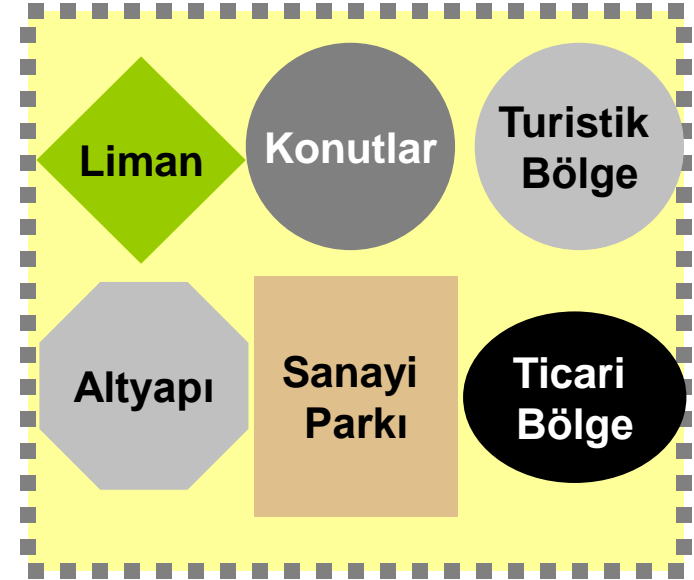 Liman
Konutlar
Turistik
Bölge
Altyapı
Sanayi
Parkı
Ticari
Bölge